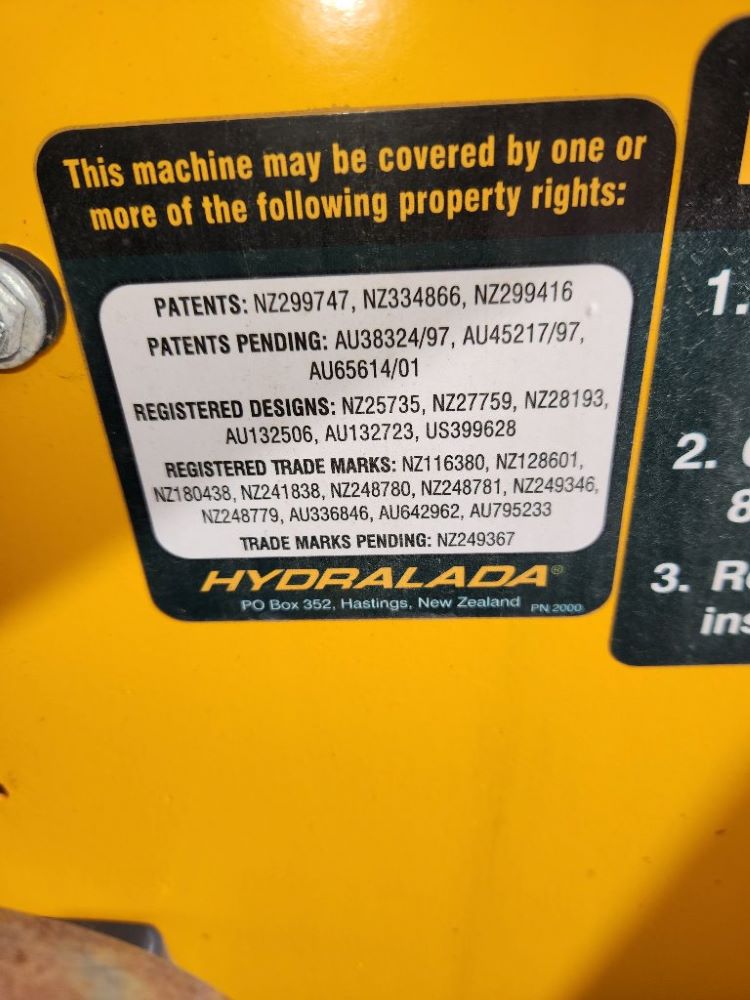 This machine may be covered by one or
more of the following property rights:
PATENTS: NZ299747, NZ334866, NZ299416
PATENTS PENDING: AU38324/97, AU45217/97,
AU65614/01
REGISTERED DESIGNS: NZ25735, NZ27759, NZ28193,
AU132506, AU132723, US399628
REGISTERED TRADE MARKS: NZ116380, NZ128601,
NZ180438, NZ241838, NZ248780, NZ248781, NZ249346,
NZ248779, AU336846, AU642962, AU795233
TRADE MARKS PENDING: NZ249367
HYDRALADA®
PO Box 352, Hastings, New Zealand PN 2000
1.
2.
8
3.